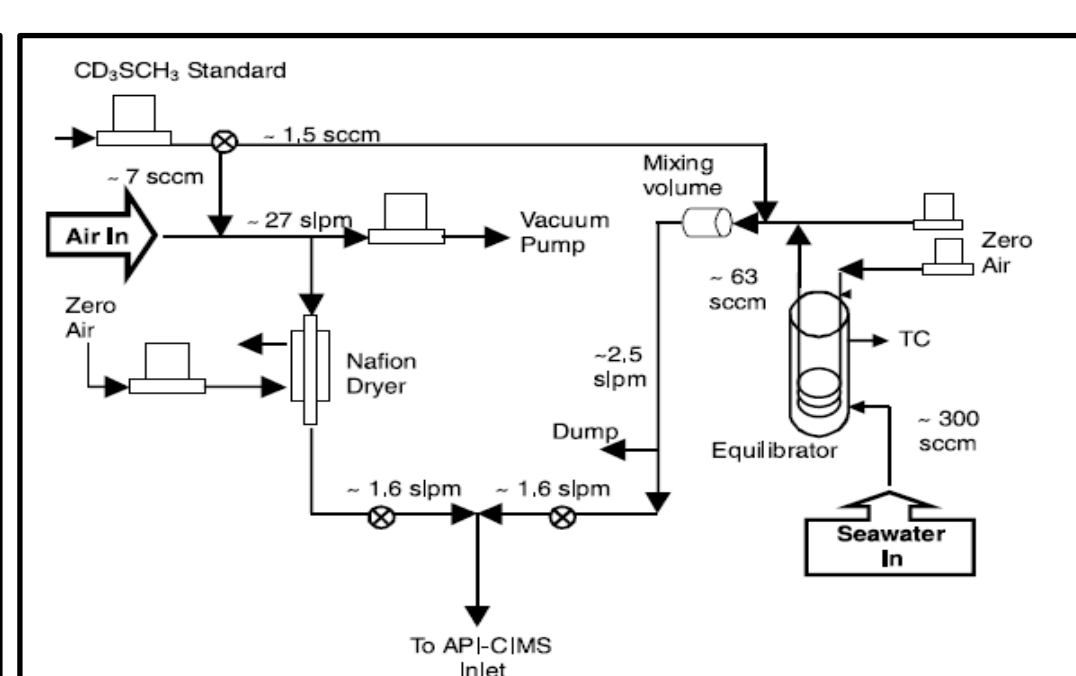 CD₃SCH₃ Standard
~ 1.5 sccm
~ 7 sccm
Mixing
volume
Air In
~ 27 slpm
Vacuum
Pump
Zero
Air
~ 63
sccm
Zero
Air
TC
Nafion
Dryer
~2.5
slpm
Dump
Equilibrator
~ 300
sccm
~ 1.6 slpm
~ 1.6 slpm
Seawater
In
To API-CIMS
Inlet